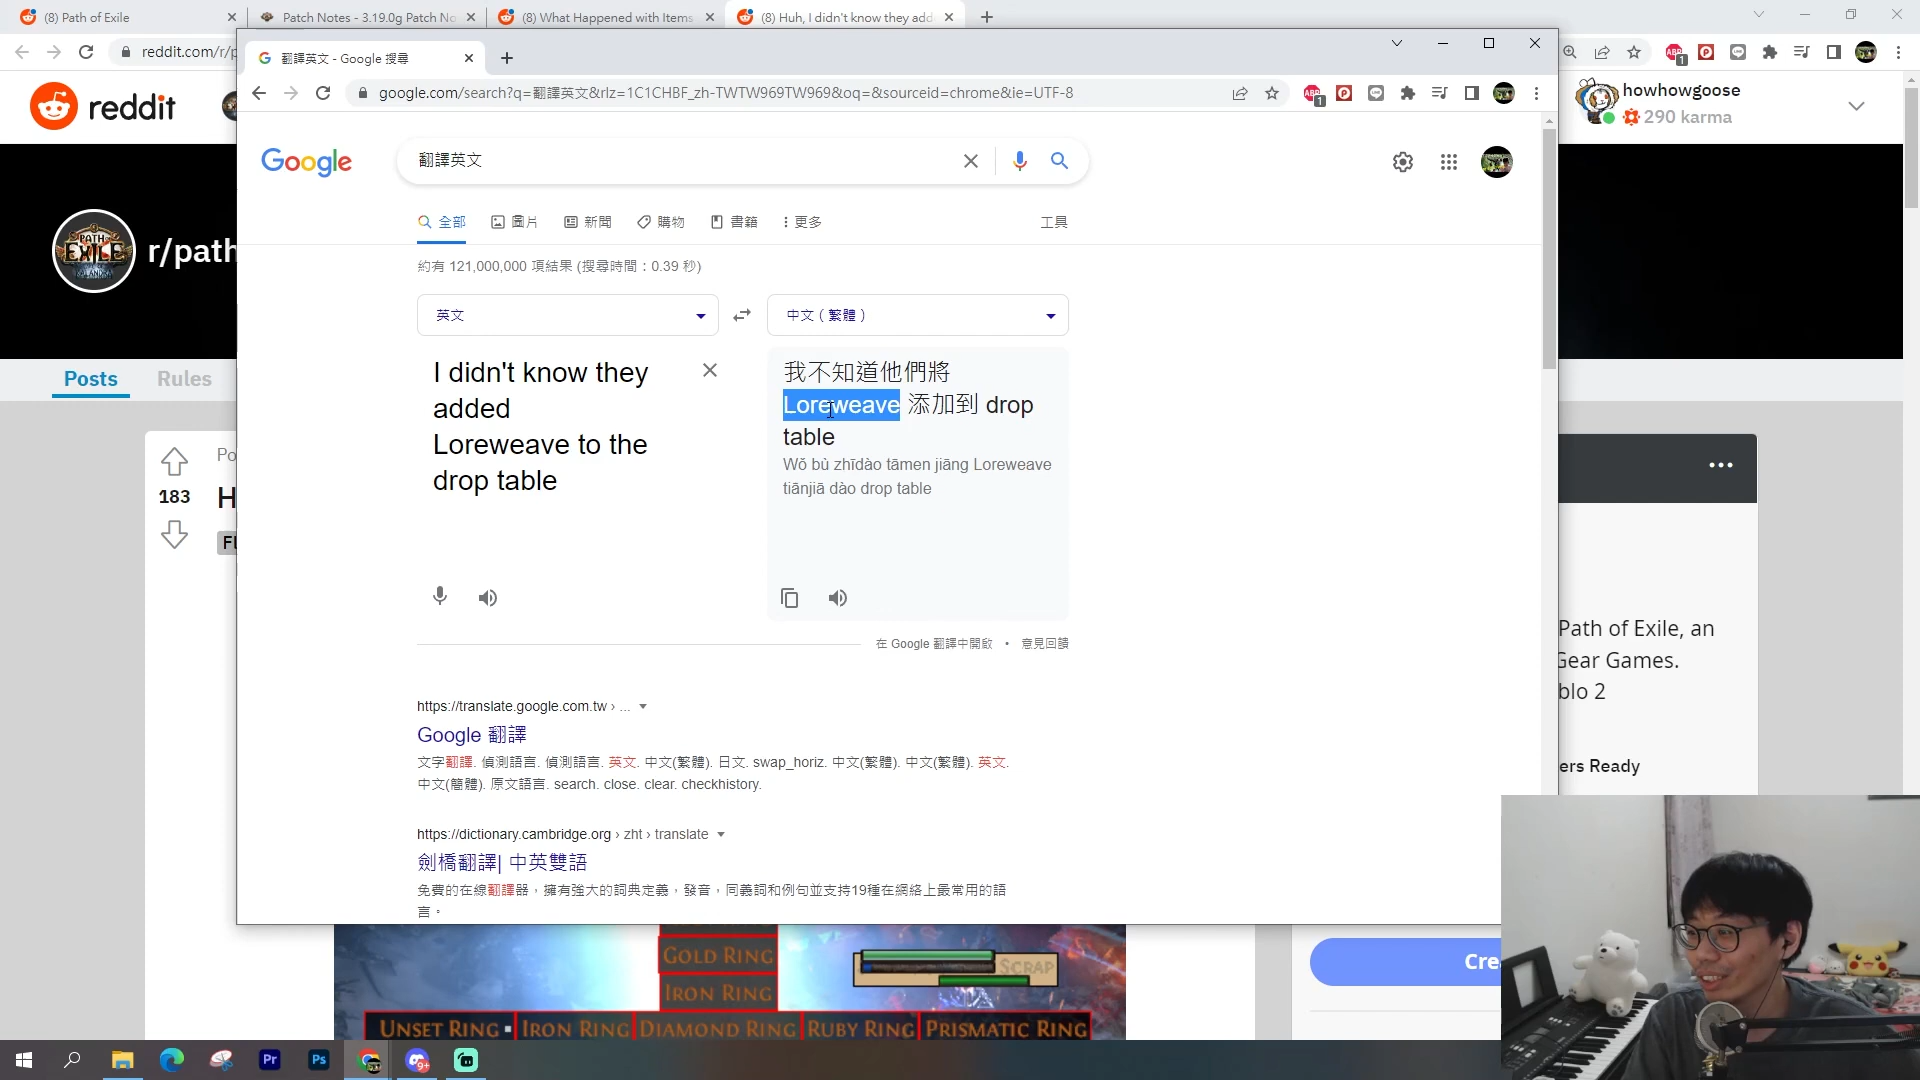 (8) Path of Exile
Patch Notes - 3.19.0g Patch No
(8) What Happened with Items
(8) Huh, I didn't know they add
reddit.com/r/p
翻譯英文 - Google 搜尋
google.com/search?q=翻譯英文&rlz=1C1CHBF_zh-TWTW969TW969&oq=&sourceid=chrome&ie=UTF-8
reddit
howhowgoose
290 karma
Google
翻譯英文
r/path
PATH OF
EXILE
全部
圖片
新聞
購物
書籍
更多
工具
約有 121,000,000 項結果 (搜尋時間：0.39 秒)
英文
中文（繁體）
Posts
Rules
I didn't know they
added
Loreweave to the
drop table
我不知道他們將
Loreweave 添加到 drop
table
Wǒ bù zhīdào tāmen jiāng Loreweave
tiānjiā dào drop table
Po
183
H
Fl
在 Google 翻譯中開啟 • 意見回饋
Path of Exile, an
Gear Games.
blo 2
ers Ready
https://translate.google.com.tw › ...
Google 翻譯
文字翻譯. 偵測語言. 偵測語言. 英文. 中文(繁體). 日文. swap_horiz. 中文(繁體). 中文(繁體). 英文.
中文(簡體). 原文語言. search. close. clear. checkhistory.
https://dictionary.cambridge.org › zht › translate
劍橋翻譯| 中英雙語
免費的在線翻譯器，擁有強大的詞典定義，發音，同義詞和例句並支持19種在網絡上最常用的語
言。
GOLD RING
SCRAP
IRON RING
UNSET RING
IRON RING
DIAMOND RING
RUBY RING
PRISMATIC RING
Cre
Pr
Ps
9+